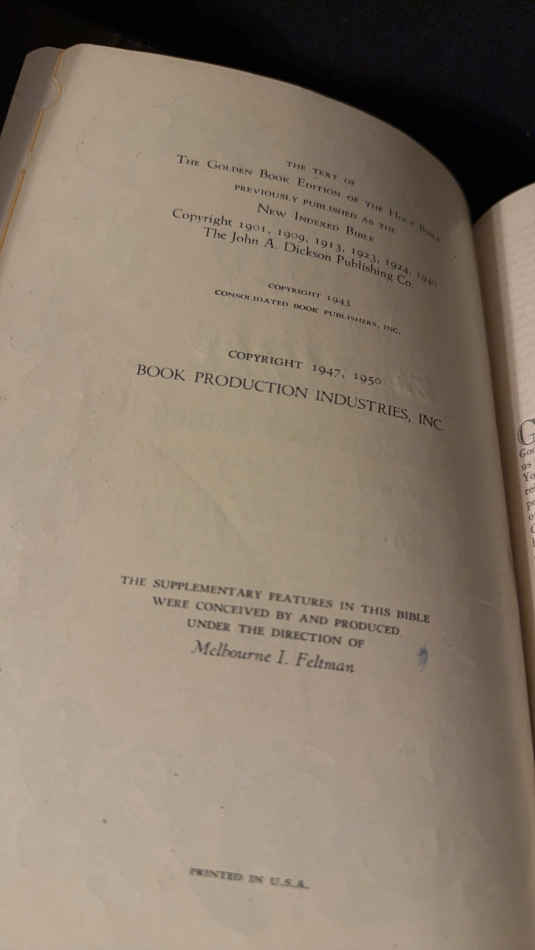 THE TEXT OF
THE GOLDEN BOOK EDITION OF THE HOLY BIBLE
PREVIOUSLY PUBLISHED AS THE
NEW INDEXED BIBLE
Copyright 1901, 1909, 1913, 1923, 1924, 1940
The John A. Dickson Publishing Co.
COPYRIGHT 1943
CONSOLIDATED BOOK PUBLISHERS, INC.
COPYRIGHT 1947, 1950
BOOK PRODUCTION INDUSTRIES, INC.
THE SUPPLEMENTARY FEATURES IN THIS BIBLE
WERE CONCEIVED BY AND PRODUCED
UNDER THE DIRECTION OF
Melbourne I. Feltman
PRINTED IN U.S.A.